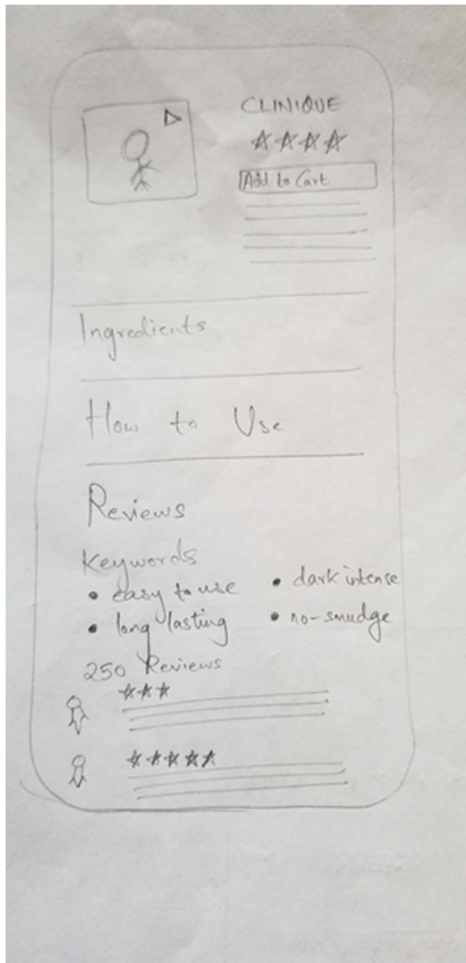 CLINIQUE
Add to Cart
Ingredients
How to Use
Reviews
Keywords
• easy to use • dark intense
• long lasting • no-smudge
250 Reviews